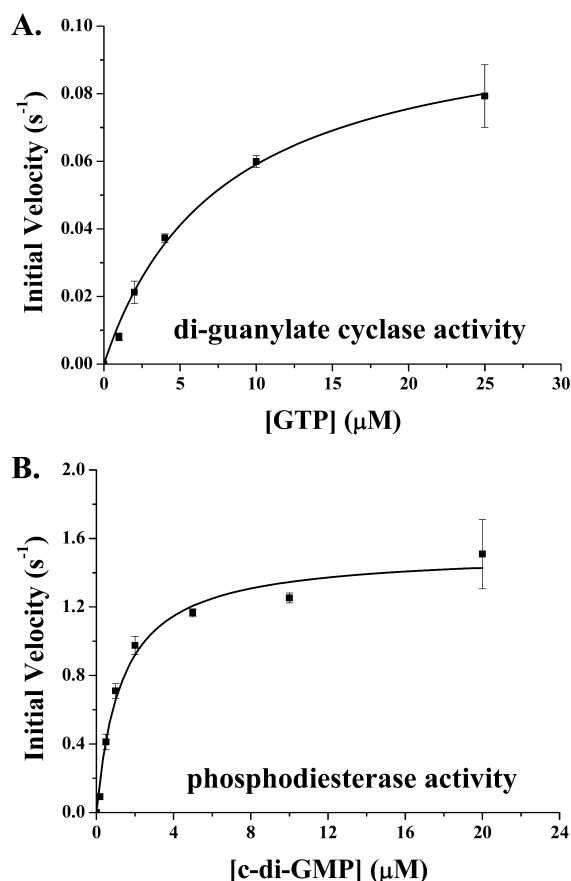 A.
0.10
0.08
0.06
0.04
0.02
0.00
Initial Velocity (s⁻¹)
di-guanylate cyclase activity
0 5 10 15 20 25 30
[GTP] (μM)
B.
2.0
1.6
1.2
0.8
0.4
0.0
Initial Velocity (s⁻¹)
phosphodiesterase activity
0 4 8 12 16 20 24
[c-di-GMP] (μM)